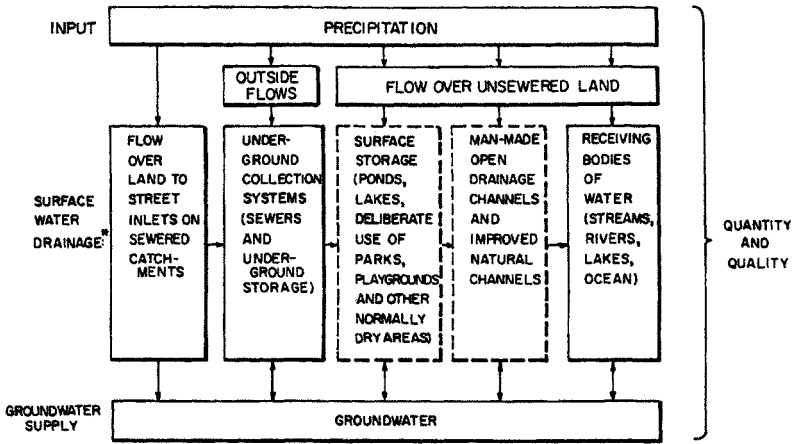 INPUT
PRECIPITATION
OUTSIDE
FLOWS
FLOW OVER UNSEWERED LAND
SURFACE
WATER
DRAINAGE:*
FLOW
OVER
LAND TO
STREET
INLETS ON
SEWERED
CATCH-
MENTS
UNDER-
GROUND
COLLECTION
SYSTEMS
(SEWERS
AND
UNDER-
GROUND
STORAGE)
SURFACE
STORAGE
(PONDS,
LAKES,
DELIBERATE
USE OF
PARKS,
PLAYGROUNDS
AND OTHER
NORMALLY
DRY AREAS)
MAN-MADE
OPEN
DRAINAGE
CHANNELS
AND
IMPROVED
NATURAL
CHANNELS
RECEIVING
BODIES
OF
WATER
(STREAMS,
RIVERS,
LAKES,
OCEAN)
QUANTITY
AND
QUALITY
GROUNDWATER
SUPPLY
GROUNDWATER